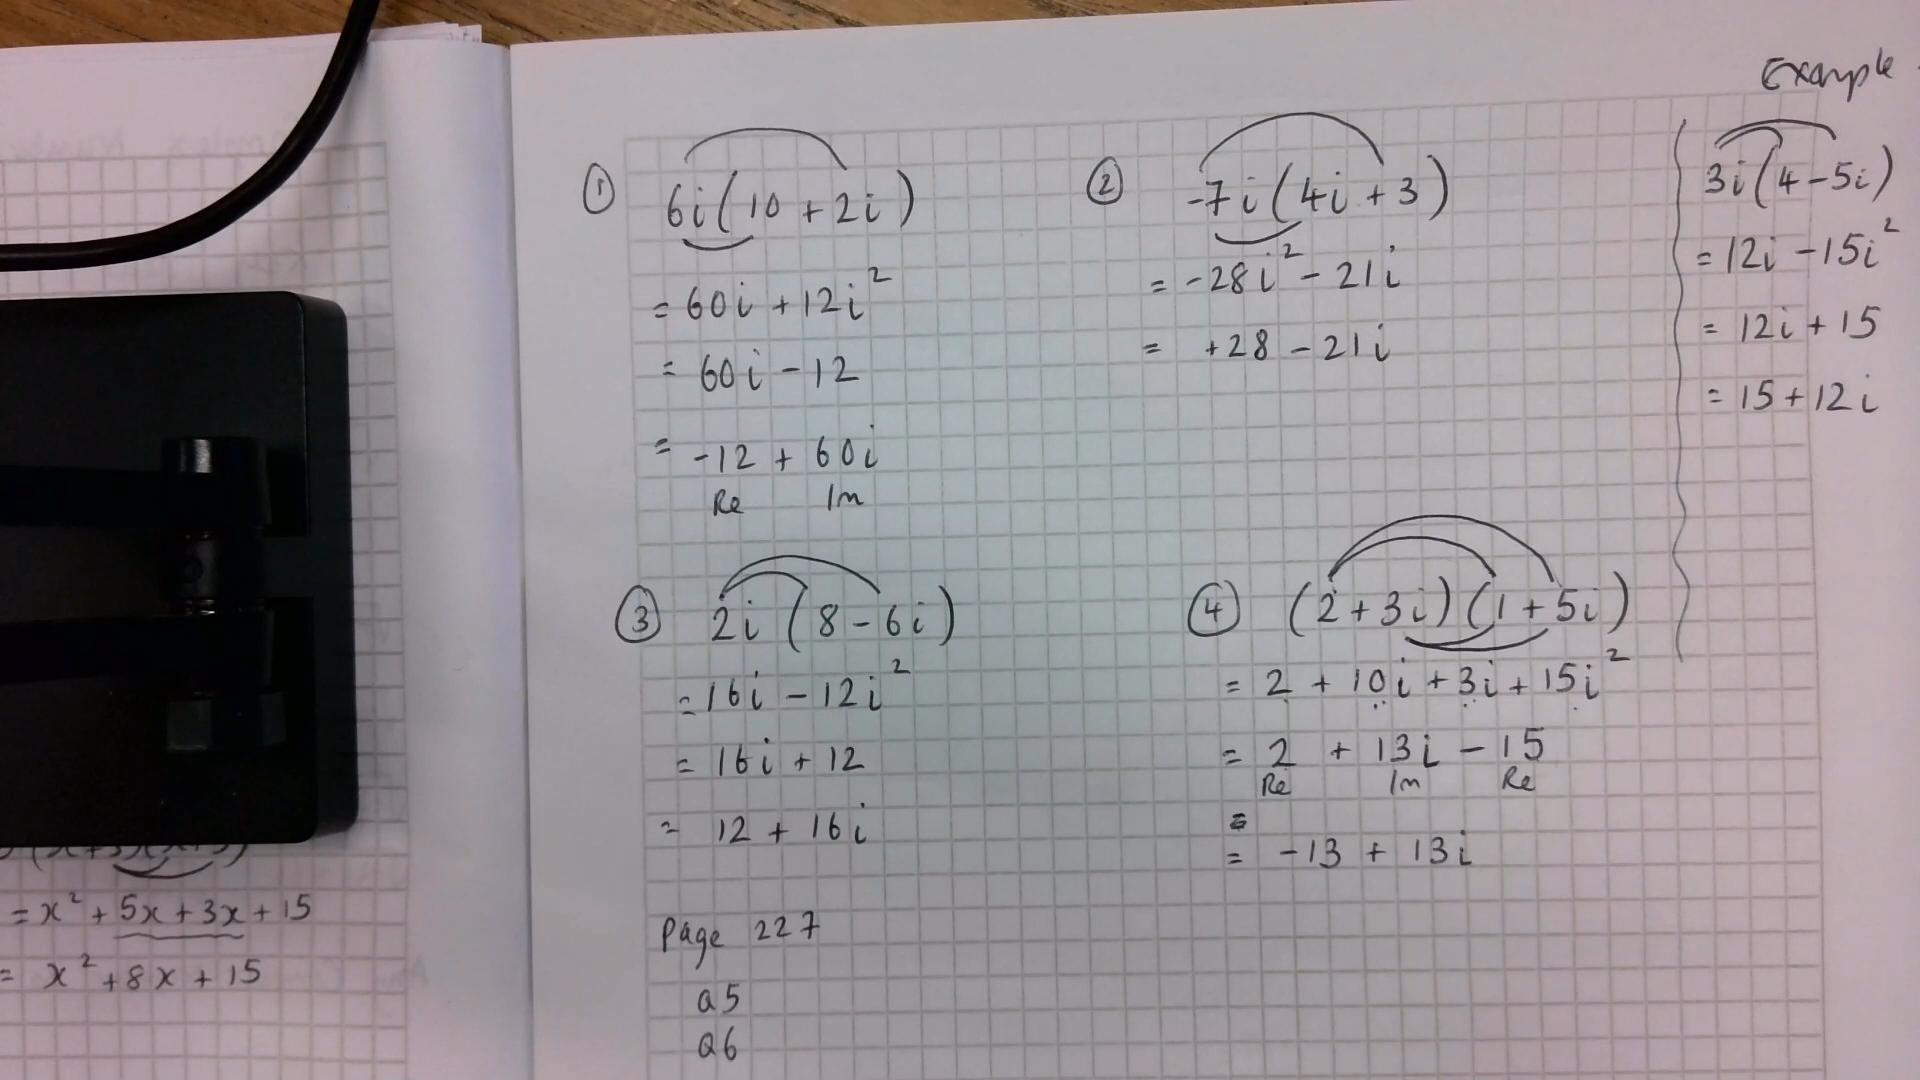 Example
① 6i(10 + 2i)
= 60i + 12i²
= 60i - 12
= -12 + 60i
Re Im
② -7i(4i + 3)
= -28i² - 21i
= +28 - 21i
3i(4 - 5i)
= 12i - 15i²
= 12i + 15
= 15 + 12i
③ 2i(8 - 6i)
= 16i - 12i²
= 16i + 12
= 12 + 16i
④ (2 + 3i)(1 + 5i)
= 2 + 10i + 3i + 15i²
= 2 + 13i - 15
Re Im Re
=
= -13 + 13i
Page 227
Q5
Q6
= x² + 5x + 3x + 15
= x² + 8x + 15